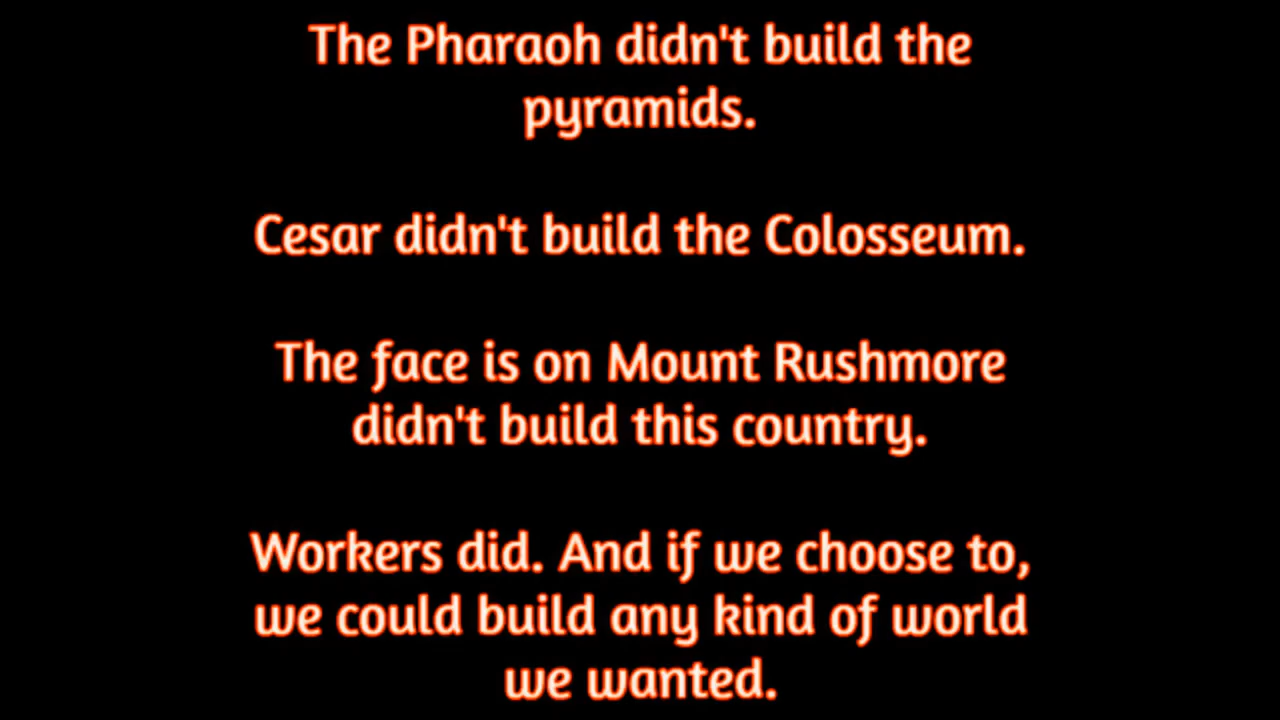 The Pharaoh didn't build the
pyramids.
Cesar didn't build the Colosseum.
The face is on Mount Rushmore
didn't build this country.
Workers did. And if we choose to,
we could build any kind of world
we wanted.